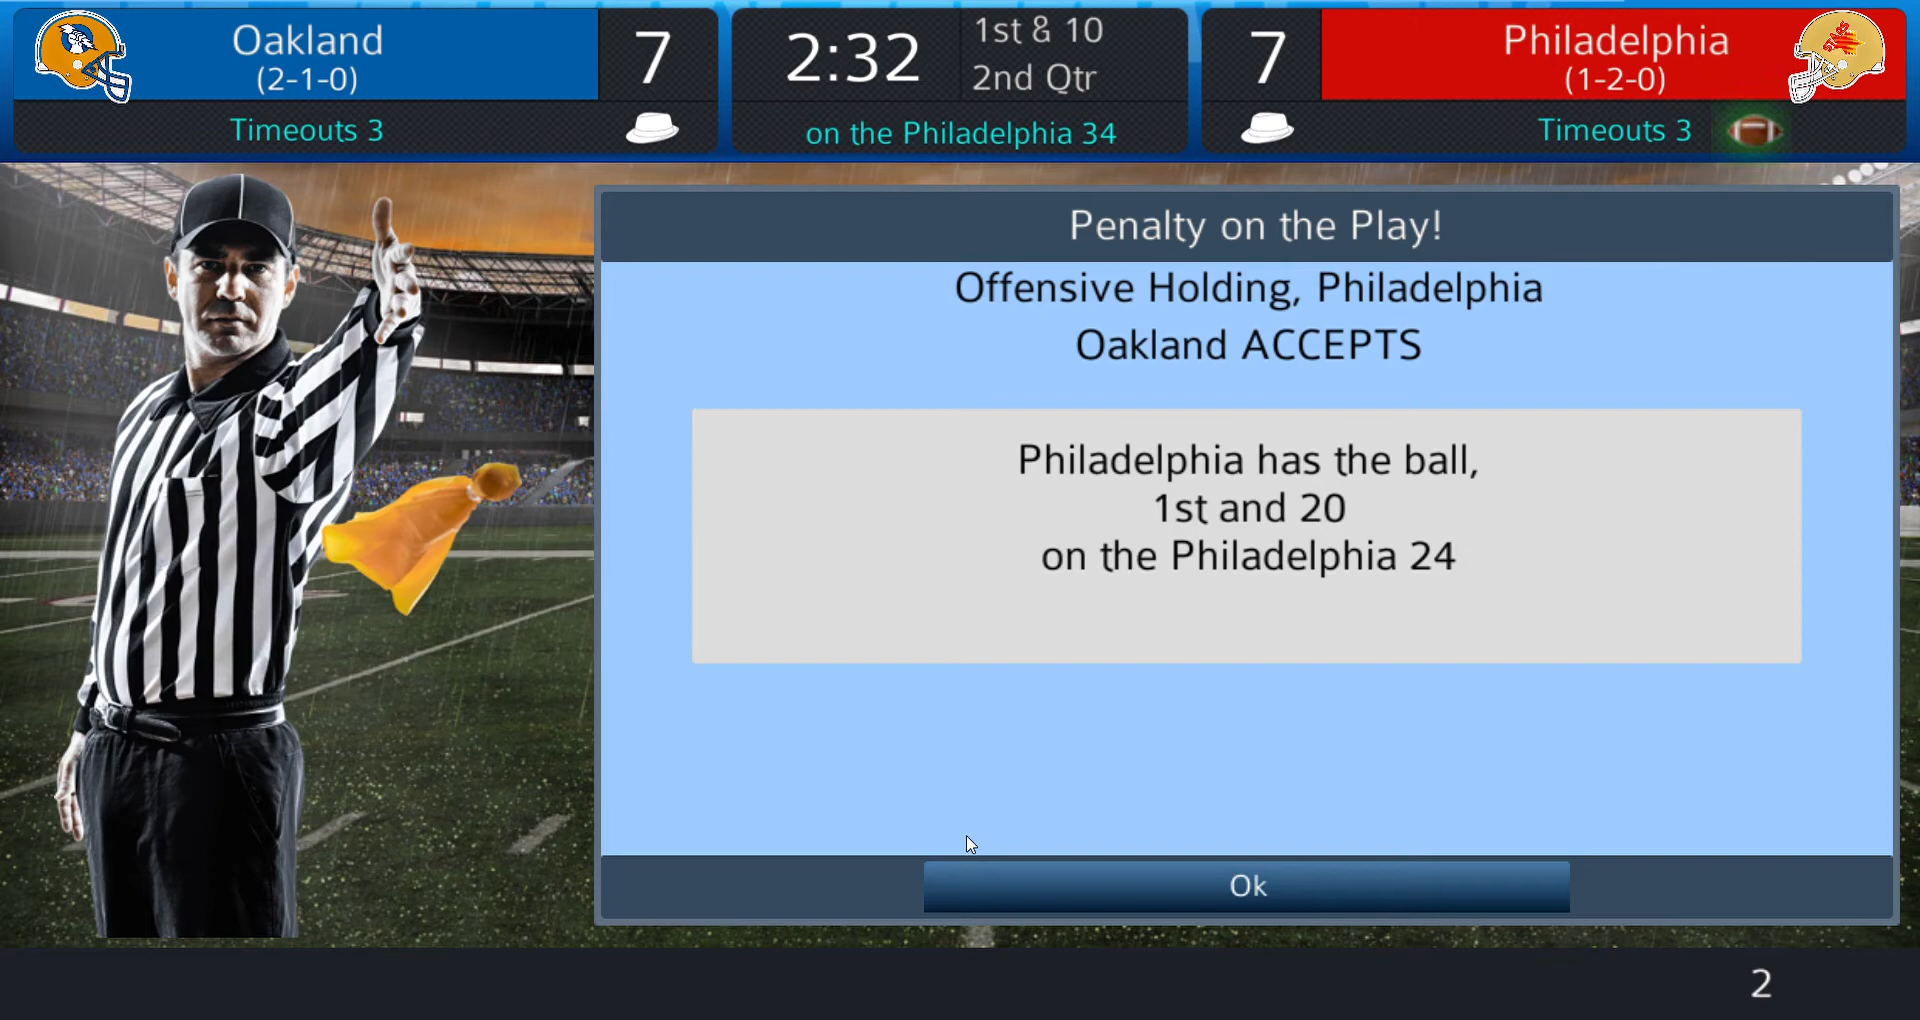 Oakland
(2-1-0)
7
Timeouts 3
2:32
1st & 10
2nd Qtr
on the Philadelphia 34
7
Philadelphia
(1-2-0)
Timeouts 3
Penalty on the Play!
Offensive Holding, Philadelphia
Oakland ACCEPTS
Philadelphia has the ball,
1st and 20
on the Philadelphia 24
Ok
2